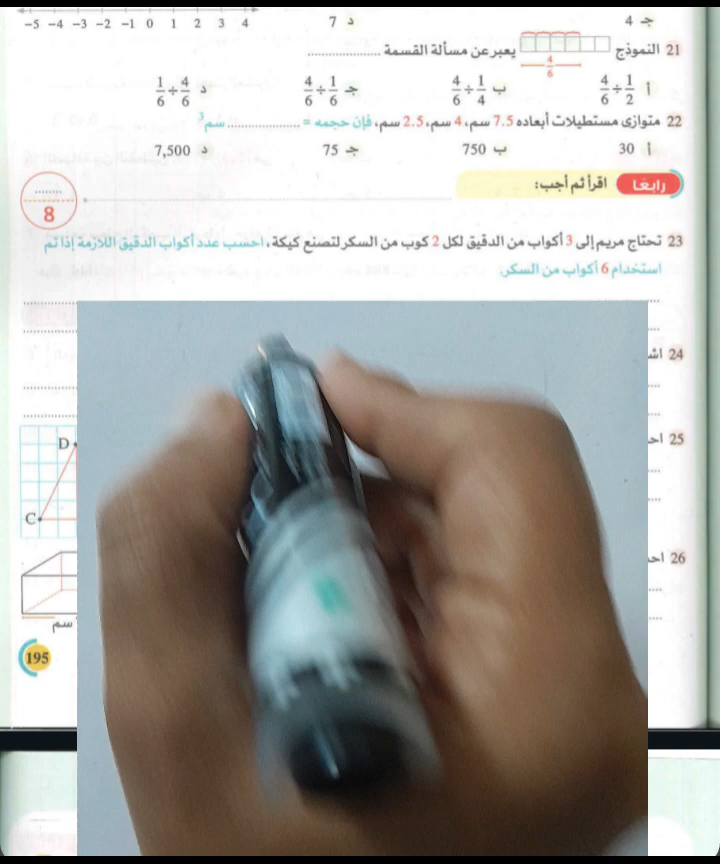 −5 −4 −3 −2 −1 0 1 2 3 4
جـ 4 د 7
21 النموذج 4/6 يعبر عن مسألة القسمة ....................
أ 4/6 ÷ 1/2 ب 4/6 ÷ 1/4 جـ 4/6 ÷ 1/6 د 1/6 ÷ 4/6
22 متوازى مستطيلات أبعاده 7.5 سم، 4 سم، 2.5 سم، فإن حجمه = .................... سم³
أ 30 ب 750 جـ 75 د 7,500
رابعًا اقرأ ثم أجب:
........
8
23 تحتاج مريم إلى 3 أكواب من الدقيق لكل 2 كوب من السكر لتصنع كيكة، احسب عدد أكواب الدقيق اللازمة إذا تم
استخدام 6 أكواب من السكر.
24 اش
25 اح
D
C
26 اح
سم
195